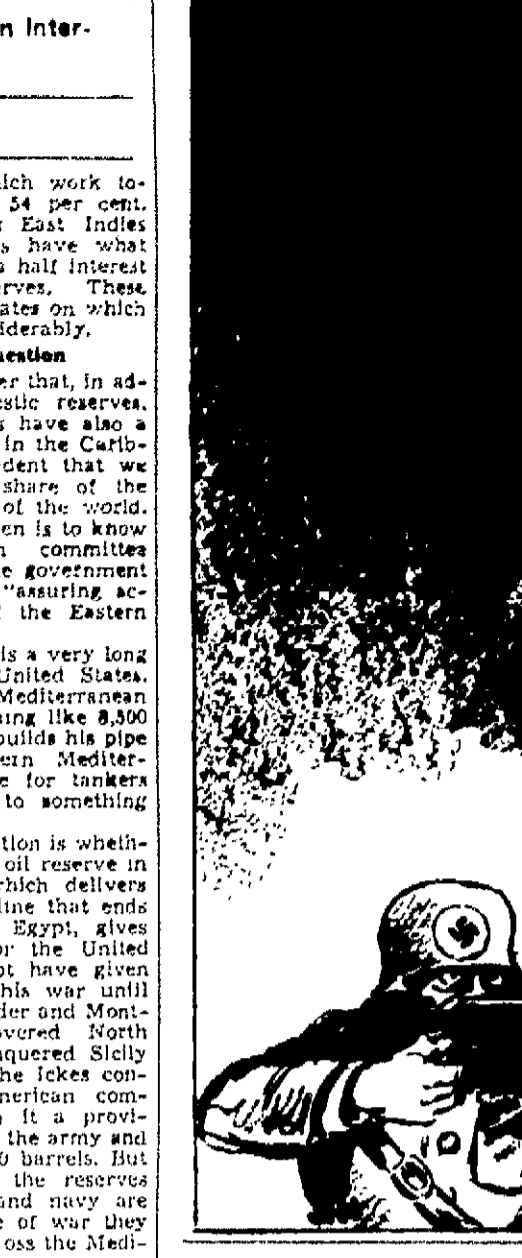 n Inter-
ich work to-
54 per cent.
East Indies
s have what
s half interest
erves. These
ates on which
iderably.
uestion
er that, in ad-
estic reserves,
s have also a
in the Carib-
dent that we
share of the
of the world.
en is to know
n committee
e government
"assuring ac-
f the Eastern
is a very long
United States.
Mediterranean
hing like 8,500
builds his pipe
ern Mediter-
e for tankers
to something
tion is wheth-
oil reserve in
which delivers
line that ends
Egypt, gives
or the United
ot have given
his war until
der and Mont-
overed North
nquered Sicily
he Ickes con-
merican com-
it a provi-
the army and
0 barrels. But
the reserves
and navy are
e of war they
oss the Medi-